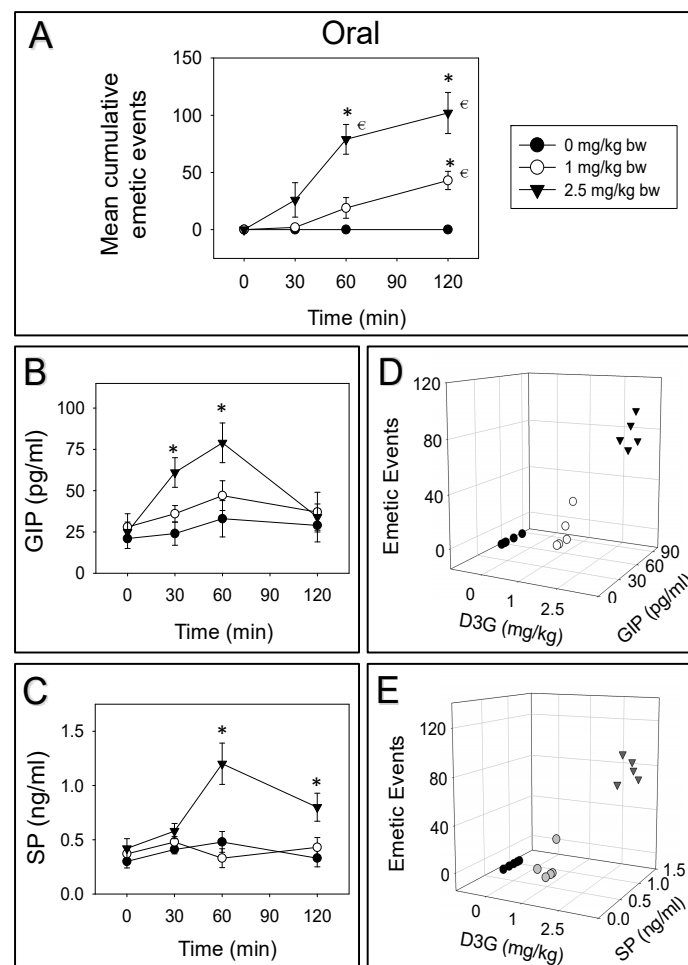 A
Oral
Mean cumulative
emetic events
150
100
50
0
*
€
*
€
*
€
0
30
60
90
120
Time (min)
0 mg/kg bw
1 mg/kg bw
2.5 mg/kg bw
B
GIP (pg/ml)
100
75
50
25
0
*
*
0
30
60
90
120
Time (min)
D
Emetic Events
120
80
40
0
0
1
2.5
D3G (mg/kg)
0
30
60
90
GIP (pg/ml)
C
SP (ng/ml)
1.5
1.0
0.5
0.0
*
*
0
30
60
90
120
Time (min)
E
Emetic Events
120
80
40
0
0
1
2.5
D3G (mg/kg)
0.0
0.5
1.0
1.5
SP (ng/ml)